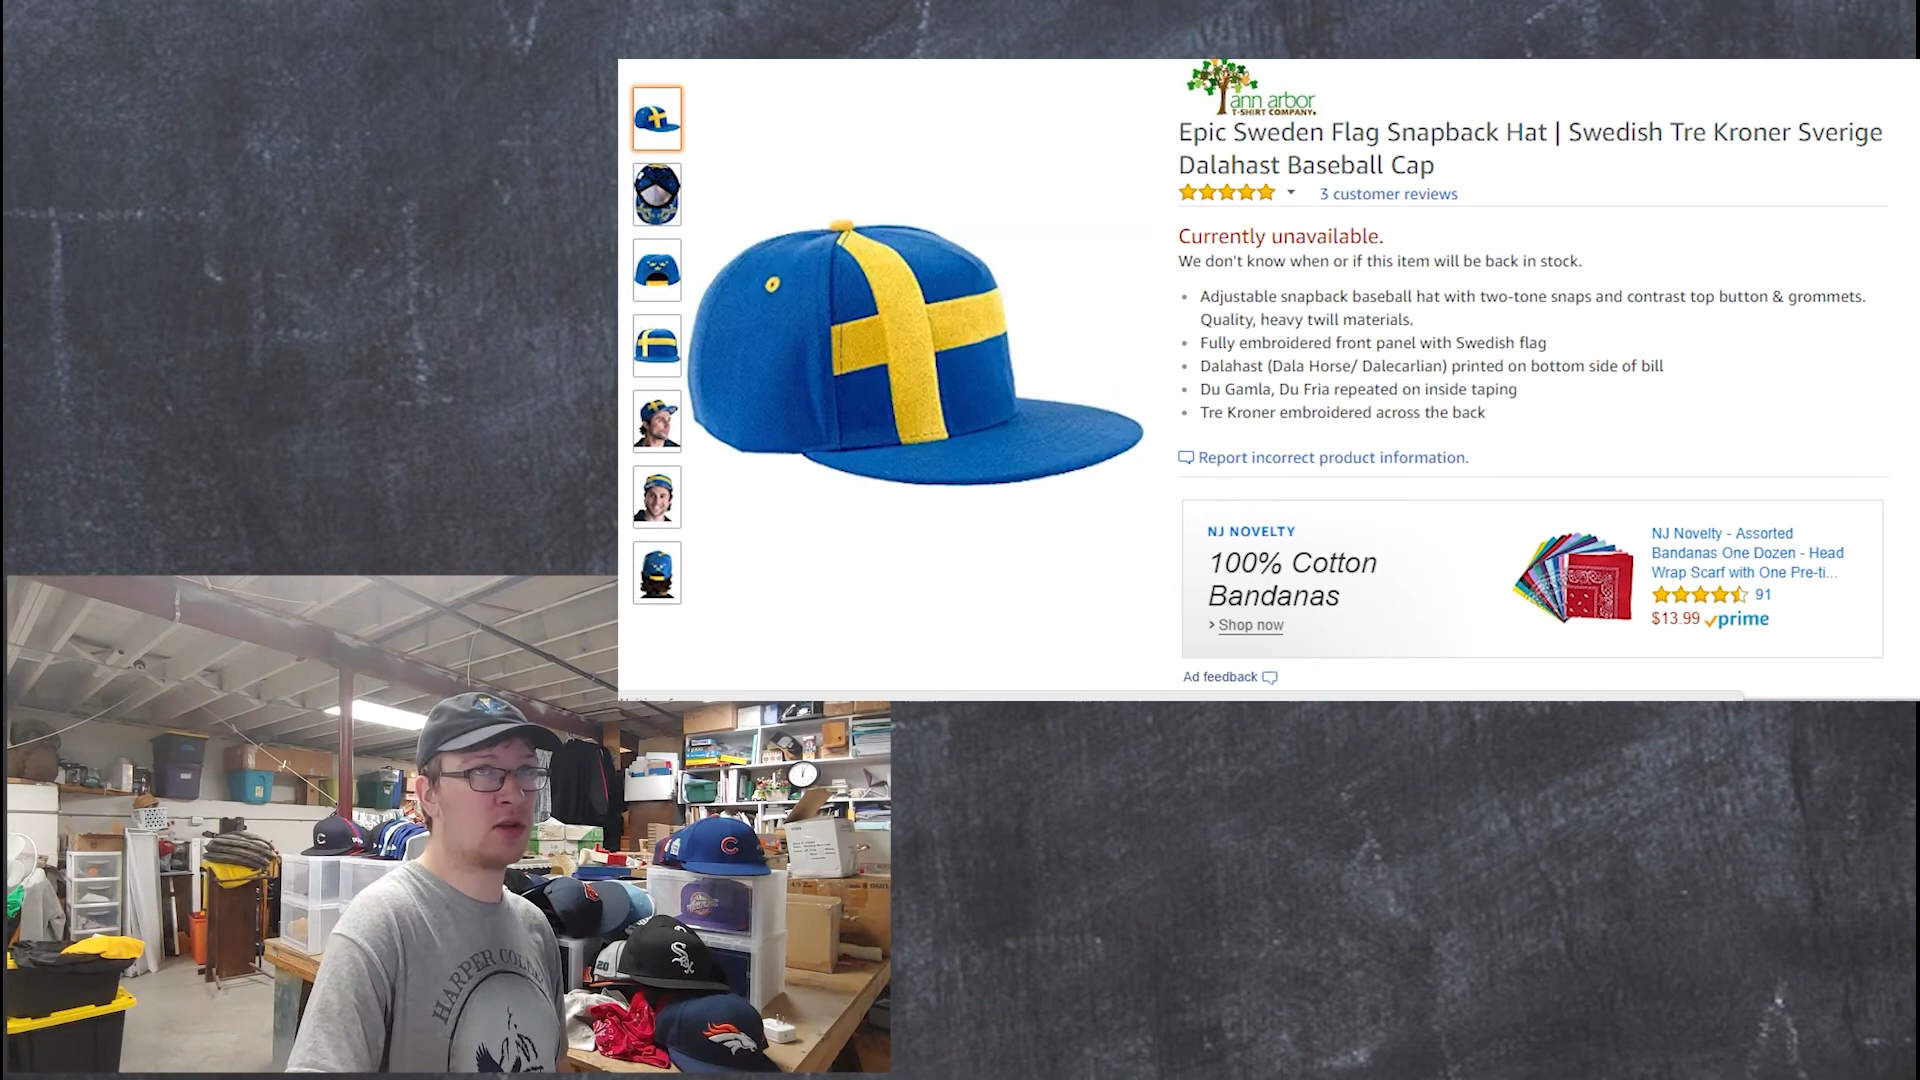 ann arbor
T-SHIRT COMPANY
Epic Sweden Flag Snapback Hat | Swedish Tre Kroner Sverige
Dalahast Baseball Cap
3 customer reviews
Currently unavailable.
We don't know when or if this item will be back in stock.
Adjustable snapback baseball hat with two-tone snaps and contrast top button & grommets.
Quality, heavy twill materials.
Fully embroidered front panel with Swedish flag
Dalahast (Dala Horse/ Dalecarlian) printed on bottom side of bill
Du Gamla, Du Fria repeated on inside taping
Tre Kroner embroidered across the back
Report incorrect product information.
NJ NOVELTY
100% Cotton
Bandanas
› Shop now
NJ Novelty - Assorted
Bandanas One Dozen - Head
Wrap Scarf with One Pre-ti...
91
$13.99 prime
Ad feedback
C
C
Sox
20
HARPER